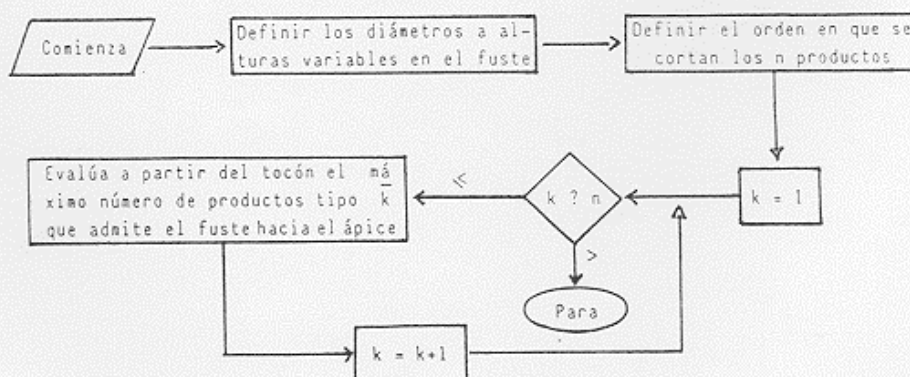 Comienza
Definir los diámetros a al-
turas variables en el fuste
Definir el orden en que se
cortan los n productos
k = 1
k ? n
≤
>
Para
Evalúa a partir del tocón el má
ximo número de productos tipo k
que admite el fuste hacia el ápice
k = k+1